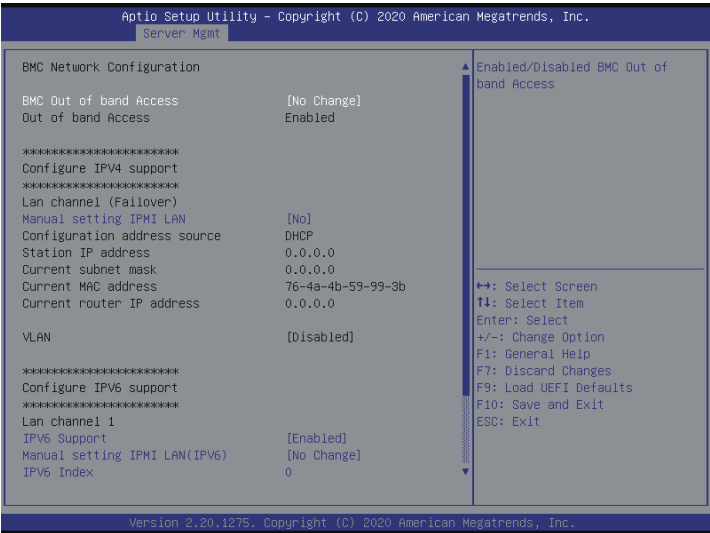 Aptio Setup Utility – Copyright (C) 2020 American Megatrends, Inc.
Server Mgmt
BMC Network Configuration
BMC Out of band Access [No Change]
Out of band Access Enabled
**********************
Configure IPV4 support
**********************
Lan channel (Failover)
Manual setting IPMI LAN [No]
Configuration address source DHCP
Station IP address 0.0.0.0
Current subnet mask 0.0.0.0
Current MAC address 76-4a-4b-59-99-3b
Current router IP address 0.0.0.0
VLAN [Disabled]
**********************
Configure IPV6 support
**********************
Lan channel 1
IPV6 Support [Enabled]
Manual setting IPMI LAN(IPV6) [No Change]
IPV6 Index 0
Enabled/Disabled BMC Out of
band Access
↔: Select Screen
↑↓: Select Item
Enter: Select
+/-: Change Option
F1: General Help
F7: Discard Changes
F9: Load UEFI Defaults
F10: Save and Exit
ESC: Exit
Version 2.20.1275. Copyright (C) 2020 American Megatrends, Inc.